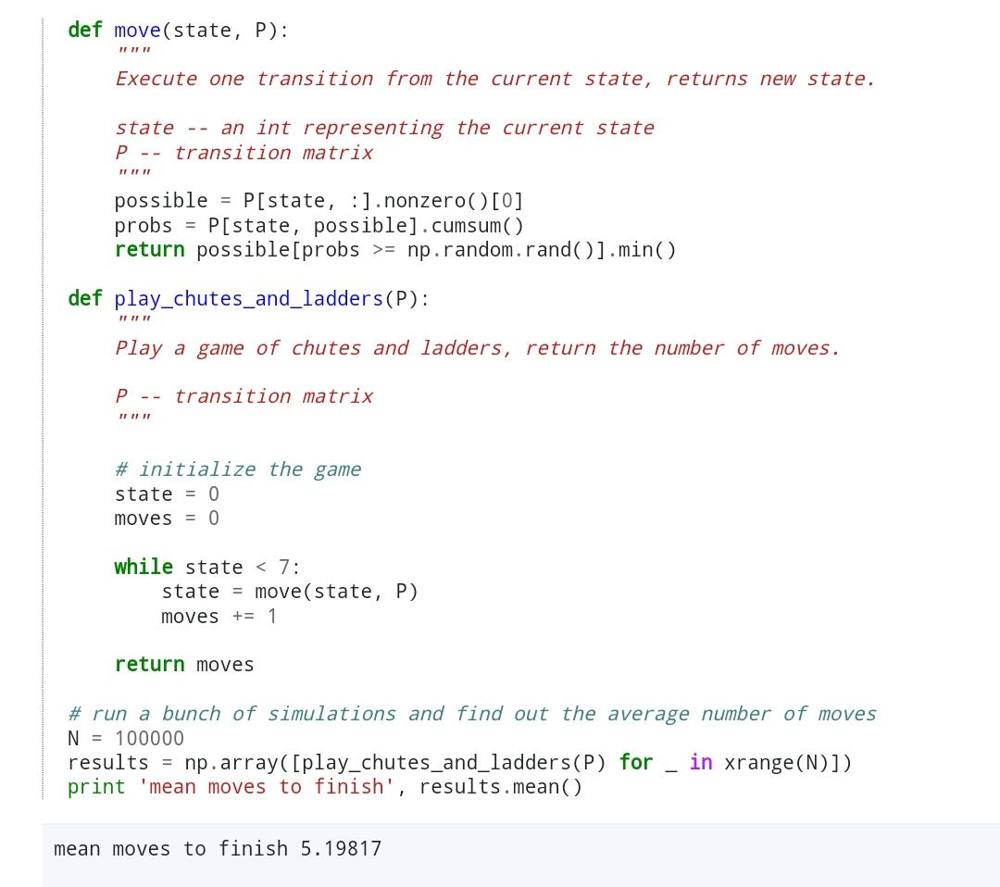 def move(state, P):
"""
Execute one transition from the current state, returns new state.
state -- an int representing the current state
P -- transition matrix
"""
possible = P[state, :].nonzero()[0]
probs = P[state, possible].cumsum()
return possible[probs >= np.random.rand()].min()
def play_chutes_and_ladders(P):
"""
Play a game of chutes and ladders, return the number of moves.
P -- transition matrix
"""
# initialize the game
state = 0
moves = 0
while state < 7:
state = move(state, P)
moves += 1
return moves
# run a bunch of simulations and find out the average number of moves
N = 100000
results = np.array([play_chutes_and_ladders(P) for _ in xrange(N)])
print 'mean moves to finish', results.mean()
mean moves to finish 5.19817